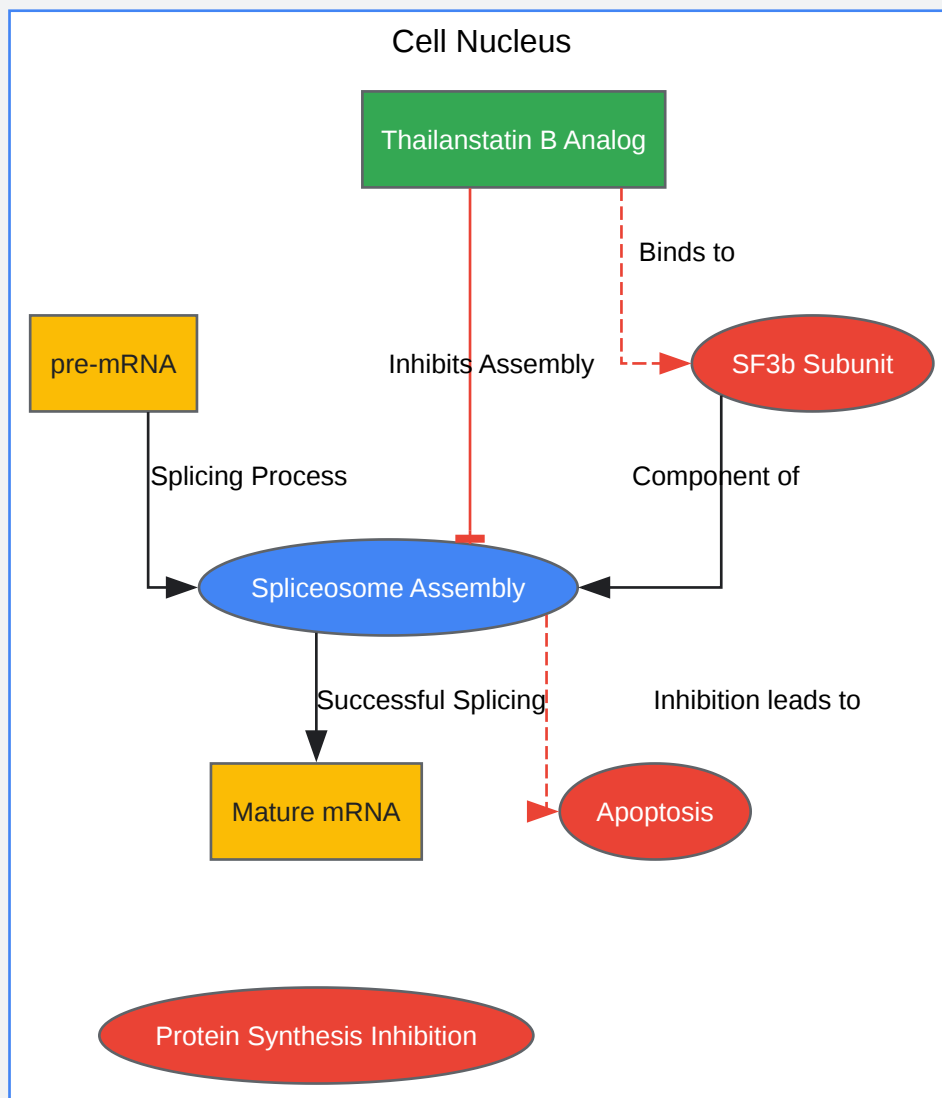 Cell Nucleus
Thailanstatin B Analog
Binds to
pre-mRNA
Inhibits Assembly
SF3b Subunit
Splicing Process
Component of
Spliceosome Assembly
Successful Splicing
Inhibition leads to
Mature mRNA
Apoptosis
Protein Synthesis Inhibition